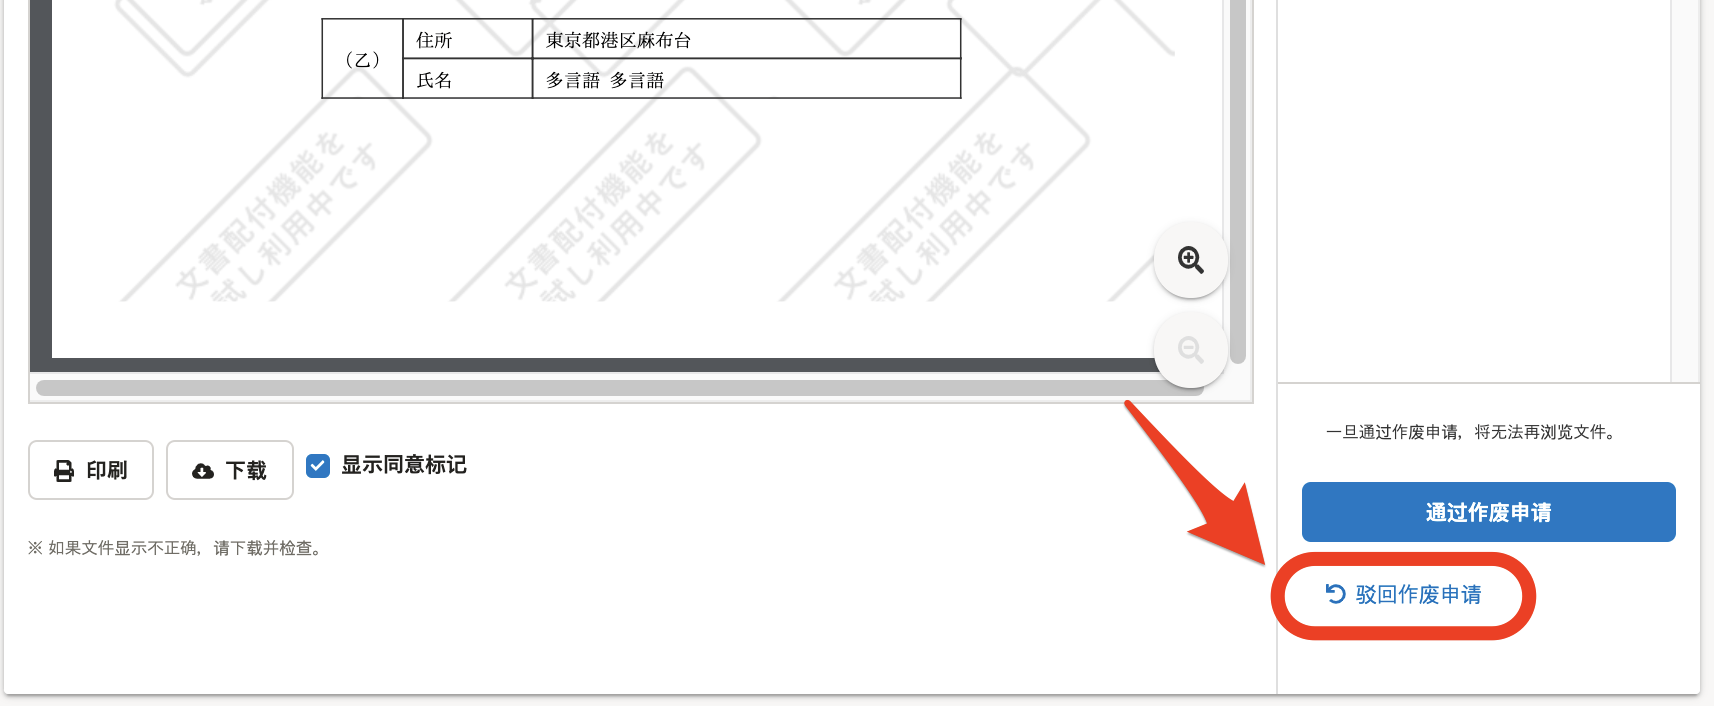 （乙）
住所
東京都港区麻布台
氏名
多言語 多言語
文書配付機能を
試し利用中です
文書配付機能を
試し利用中です
文書配付機能を
試し利用中です
印刷
下载
显示同意标记
※ 如果文件显示不正确，请下载并检查。
一旦通过作废申请，将无法再浏览文件。
通过作废申请
驳回作废申请